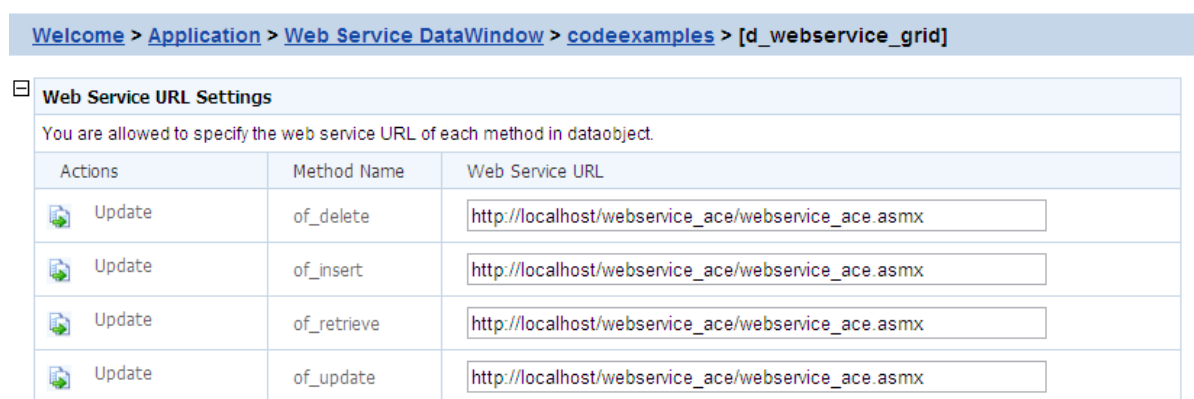 Welcome > Application > Web Service DataWindow > codeexamples > [d_webservice_grid]
Web Service URL Settings
You are allowed to specify the web service URL of each method in dataobject.
Actions Method Name Web Service URL
Update of_delete http://localhost/webservice_ace/webservice_ace.asmx
Update of_insert http://localhost/webservice_ace/webservice_ace.asmx
Update of_retrieve http://localhost/webservice_ace/webservice_ace.asmx
Update of_update http://localhost/webservice_ace/webservice_ace.asmx